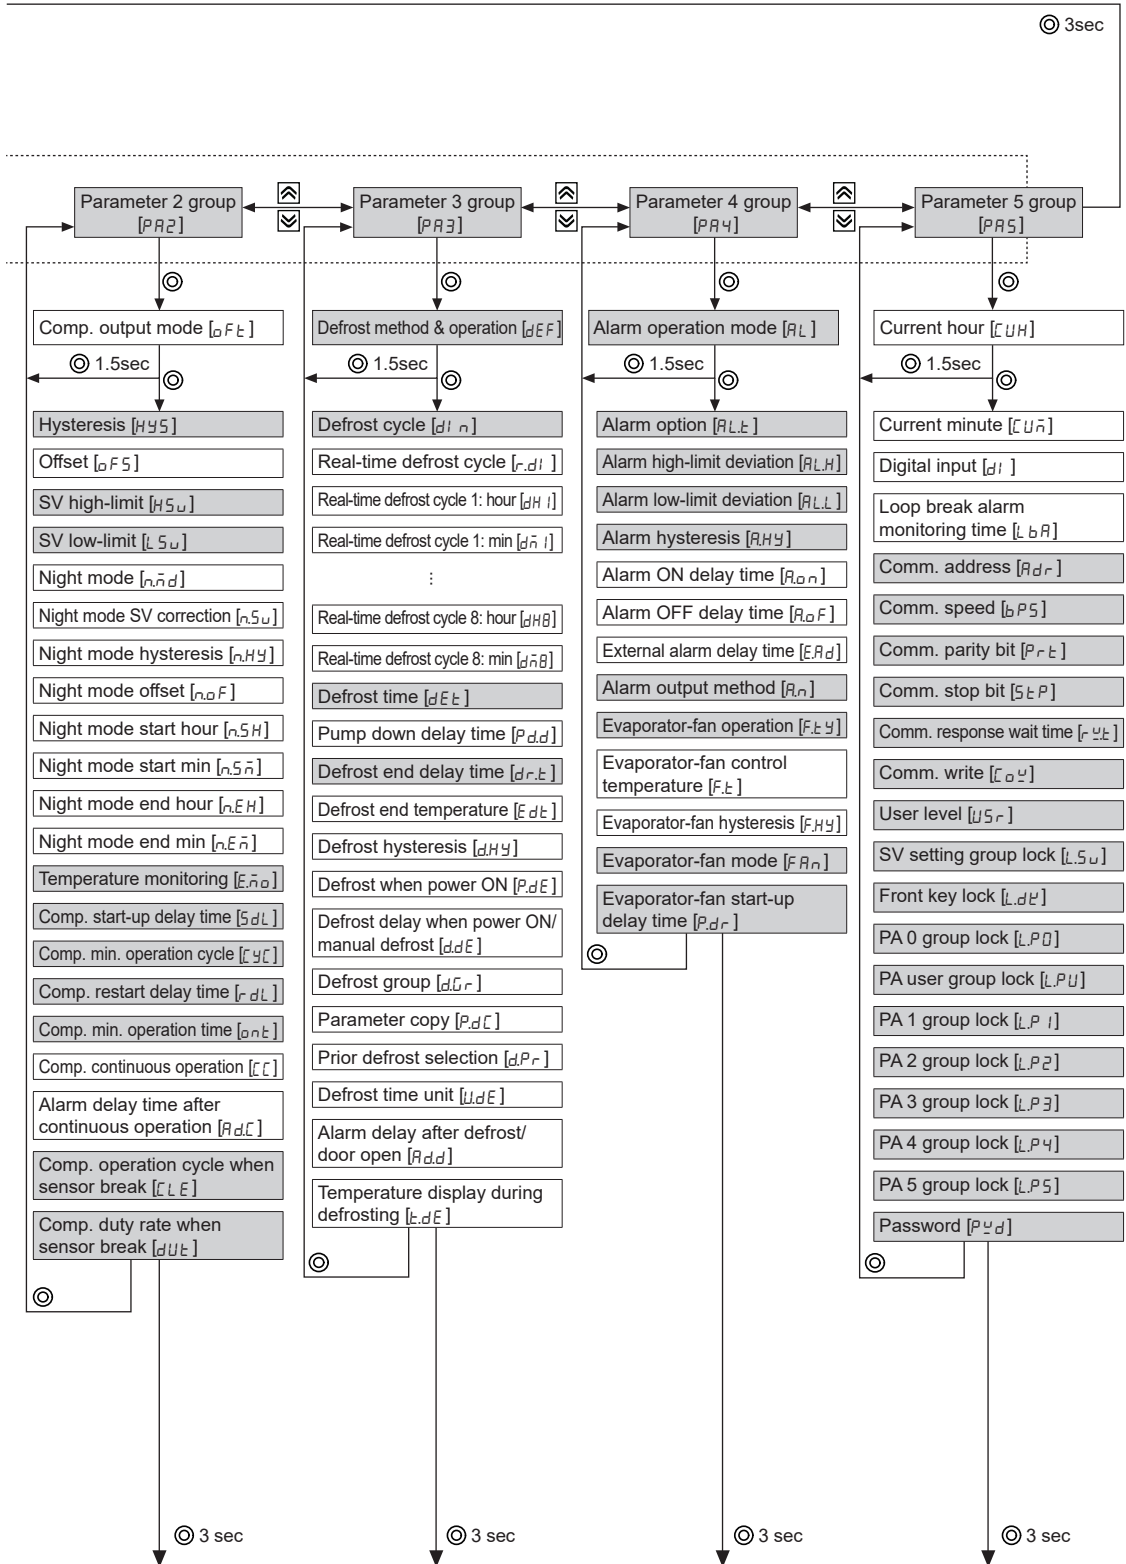 3sec
Parameter 2 group
[PA2]
Parameter 3 group
[PA3]
Parameter 4 group
[PA4]
Parameter 5 group
[PA5]
Comp. output mode [oFt]
1.5sec
Hysteresis [HYS]
Offset [oFS]
SV high-limit [HSv]
SV low-limit [LSv]
Night mode [n.md]
Night mode SV correction [n.Sv]
Night mode hysteresis [n.HY]
Night mode offset [n.oF]
Night mode start hour [n.SH]
Night mode start min [n.Sm]
Night mode end hour [n.EH]
Night mode end min [n.Em]
Temperature monitoring [E.mo]
Comp. start-up delay time [SdL]
Comp. min. operation cycle [CYC]
Comp. restart delay time [rdL]
Comp. min. operation time [ont]
Comp. continuous operation [CC]
Alarm delay time after
continuous operation [Ad.C]
Comp. operation cycle when
sensor break [CLE]
Comp. duty rate when
sensor break [dUt]
3 sec
Defrost method & operation [dEF]
1.5sec
Defrost cycle [dIn]
Real-time defrost cycle [r.dI]
Real-time defrost cycle 1: hour [dH1]
Real-time defrost cycle 1: min [dm1]
⋮
Real-time defrost cycle 8: hour [dH8]
Real-time defrost cycle 8: min [dm8]
Defrost time [dEt]
Pump down delay time [Pd.d]
Defrost end delay time [dr.t]
Defrost end temperature [Edt]
Defrost hysteresis [d.HY]
Defrost when power ON [P.dE]
Defrost delay when power ON/
manual defrost [d.dE]
Defrost group [d.Gr]
Parameter copy [P.dC]
Prior defrost selection [d.Pr]
Defrost time unit [U.dE]
Alarm delay after defrost/
door open [Ad.d]
Temperature display during
defrosting [t.dE]
3 sec
Alarm operation mode [AL]
1.5sec
Alarm option [AL.t]
Alarm high-limit deviation [AL.H]
Alarm low-limit deviation [AL.L]
Alarm hysteresis [A.HY]
Alarm ON delay time [A.on]
Alarm OFF delay time [A.oF]
External alarm delay time [E.Ad]
Alarm output method [A.n]
Evaporator-fan operation [F.tY]
Evaporator-fan control
temperature [F.t]
Evaporator-fan hysteresis [F.HY]
Evaporator-fan mode [FAn]
Evaporator-fan start-up
delay time [P.dr]
3 sec
Current hour [CUH]
1.5sec
Current minute [CUm]
Digital input [dI]
Loop break alarm
monitoring time [LbA]
Comm. address [Adr]
Comm. speed [bPS]
Comm. parity bit [Prt]
Comm. stop bit [StP]
Comm. response wait time [rW.t]
Comm. write [CoW]
User level [USr]
SV setting group lock [L.Sv]
Front key lock [L.dK]
PA 0 group lock [L.P0]
PA user group lock [L.PU]
PA 1 group lock [L.P1]
PA 2 group lock [L.P2]
PA 3 group lock [L.P3]
PA 4 group lock [L.P4]
PA 5 group lock [L.P5]
Password [PWd]
3 sec